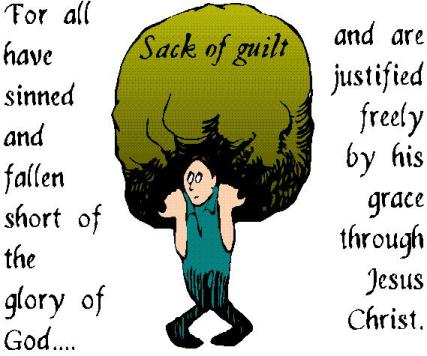 For all
have
sinned
and
fallen
short of
the
glory of
God....
Sack of guilt
and are
justified
freely
by his
grace
through
Jesus
Christ.